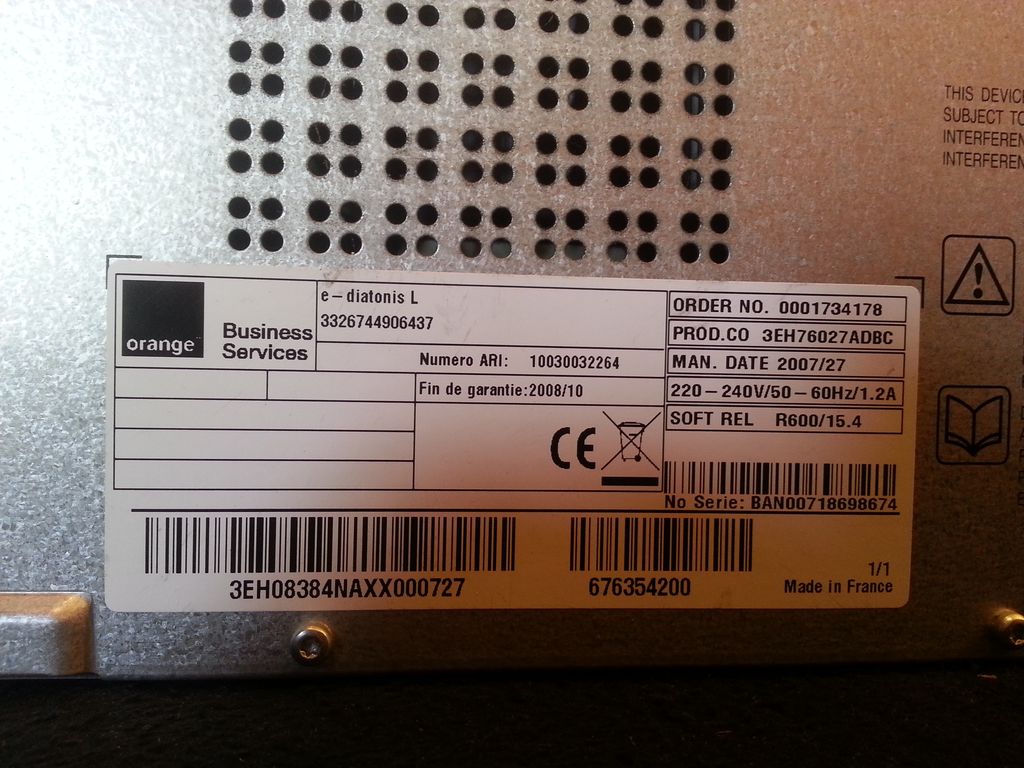 THIS DEVIC
SUBJECT TO
INTERFEREN
INTERFEREN
orange
Business
Services
e-diatonis L
3326744906437
Numero ARI: 10030032264
Fin de garantie:2008/10
ORDER NO. 0001734178
PROD.CO 3EH76027ADBC
MAN. DATE 2007/27
220-240V/50-60Hz/1.2A
SOFT REL R600/15.4
CE
No Serie: BAN00718698674
3EH08384NAXX000727
676354200
1/1
Made in France